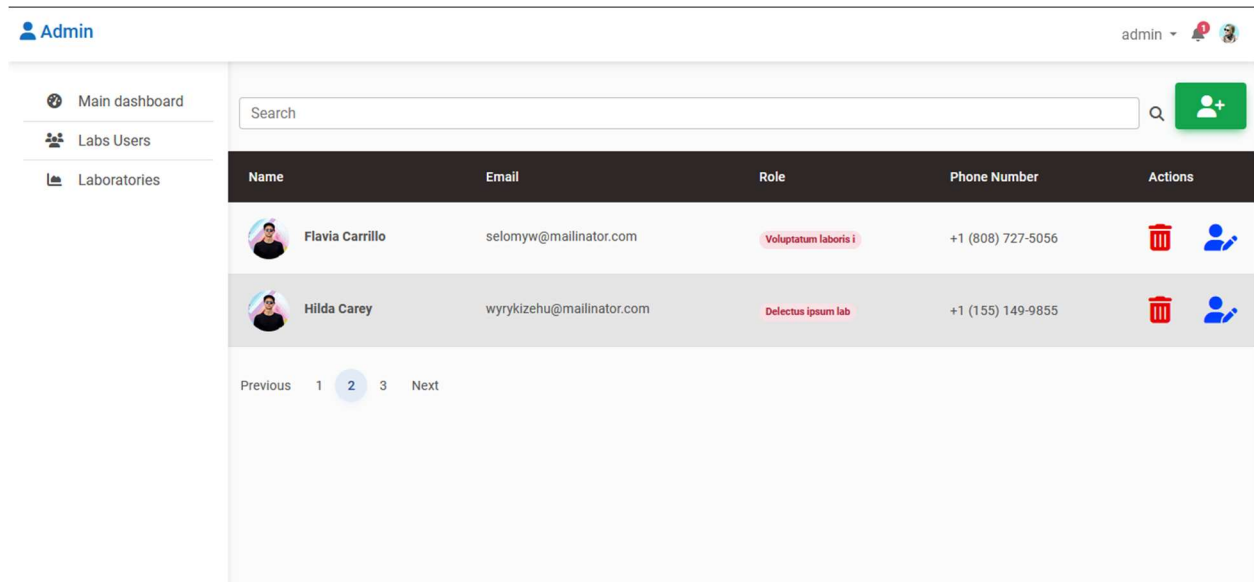 Admin
admin
1
Main dashboard
Labs Users
Laboratories
Search
Name Email Role Phone Number Actions
Flavia Carrillo selomyw@mailinator.com Voluptatum laboris i +1 (808) 727-5056
Hilda Carey wyrykizehu@mailinator.com Delectus ipsum lab +1 (155) 149-9855
Previous 1 2 3 Next